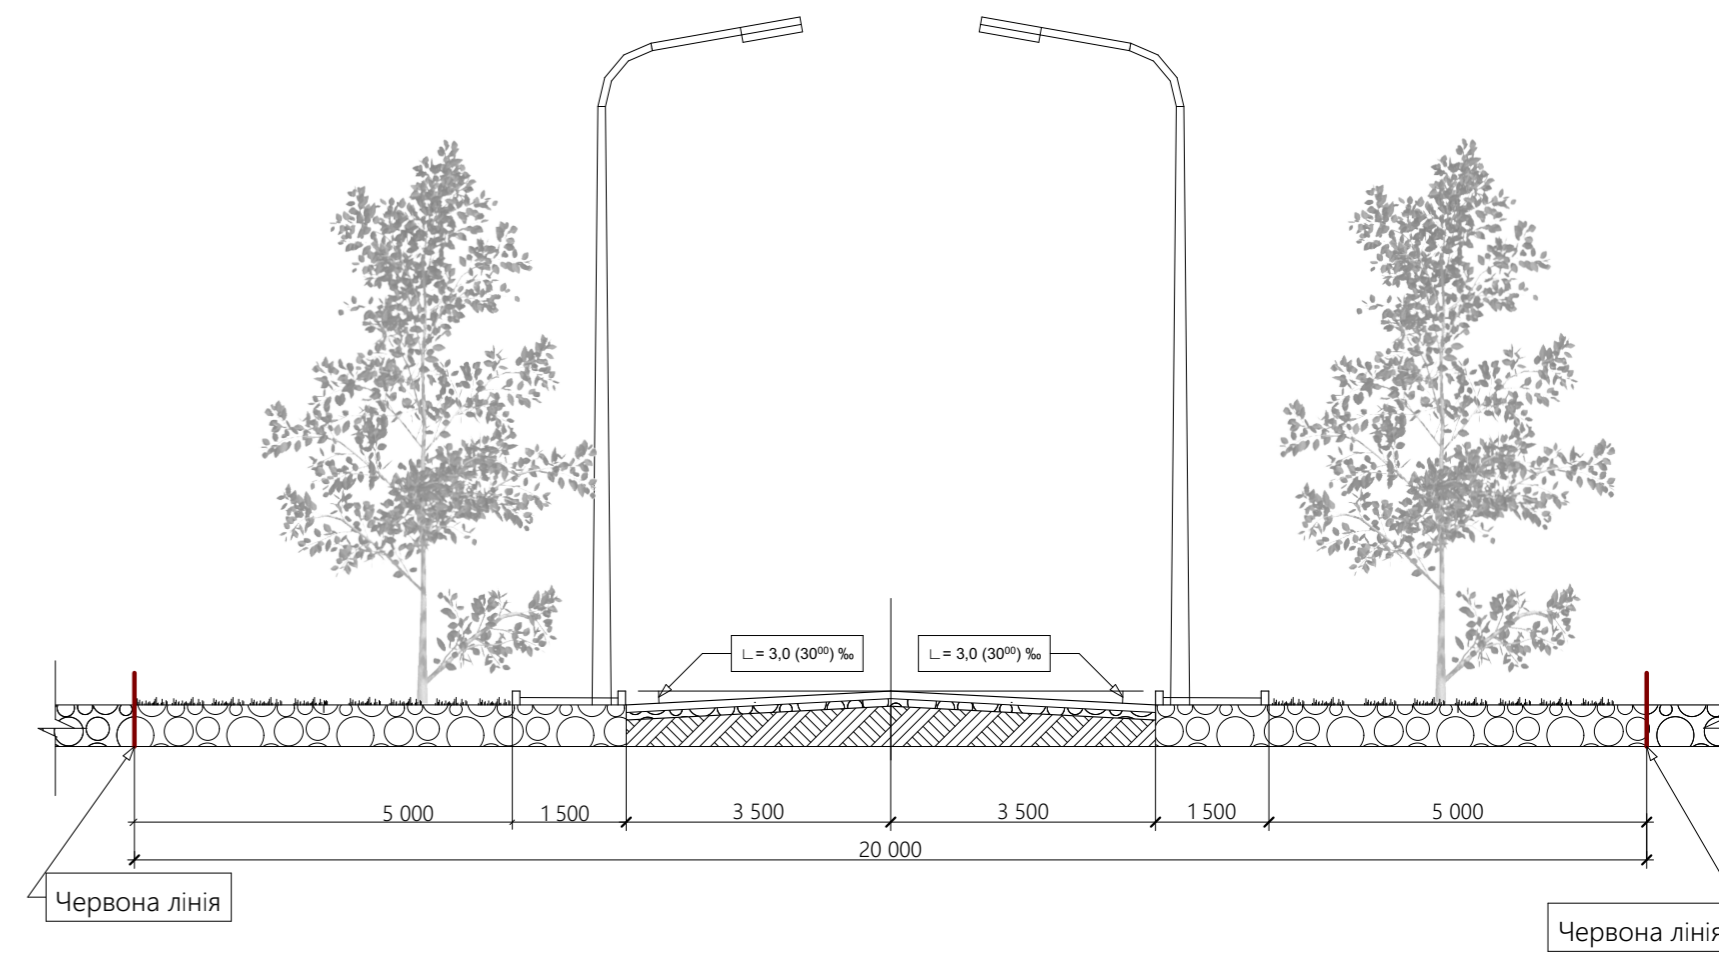 ∟= 3,0 (30⁰⁰) ‰ ∟= 3,0 (30⁰⁰) ‰
5 000 1 500 3 500 3 500 1 500 5 000
20 000
Червона лінія
Червона лінія